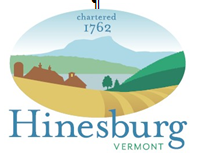 chartered
1762
Hinesburg
VERMONT